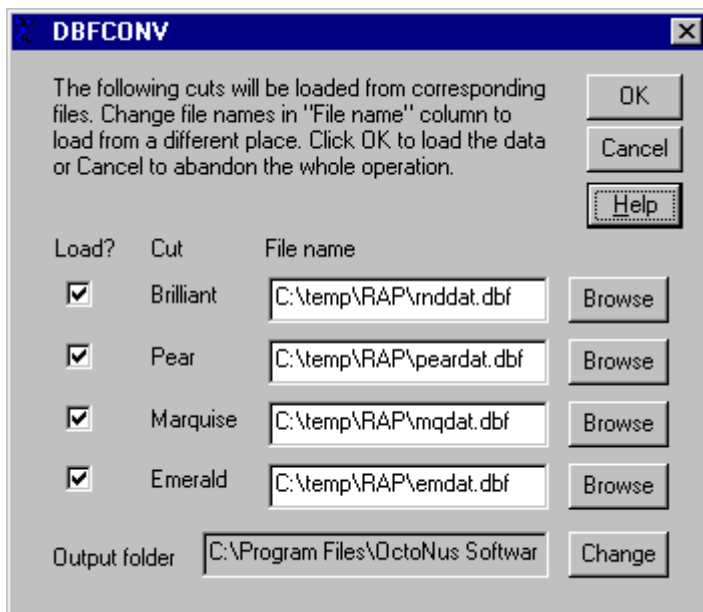 DBFCONV
The following cuts will be loaded from corresponding
files. Change file names in "File name" column to
load from a different place. Click OK to load the data
or Cancel to abandon the whole operation.
OK
Cancel
Help
Load? Cut File name
Brilliant C:\temp\RAP\rnddat.dbf Browse
Pear C:\temp\RAP\peardat.dbf Browse
Marquise C:\temp\RAP\mqdat.dbf Browse
Emerald C:\temp\RAP\emdat.dbf Browse
Output folder C:\Program Files\OctoNus Softwar Change